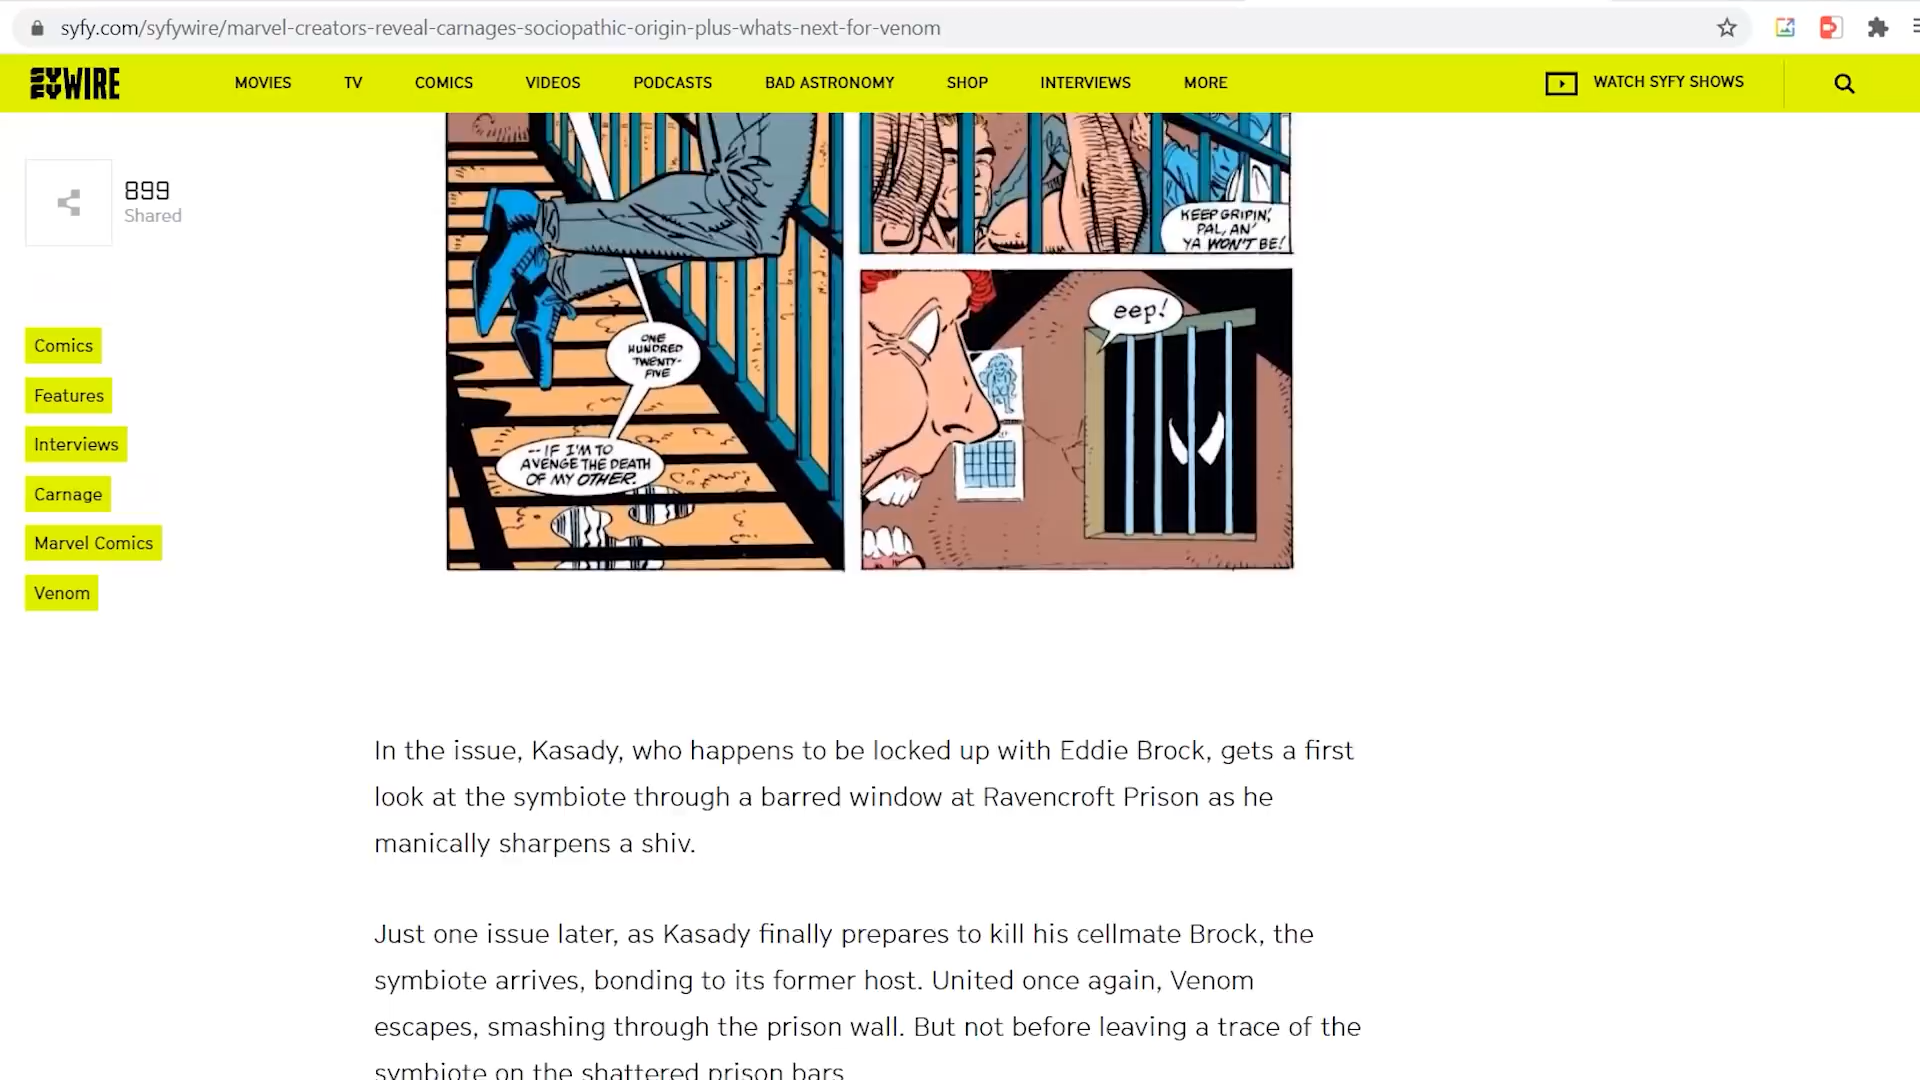 syfy.com/syfywire/marvel-creators-reveal-carnages-sociopathic-origin-plus-whats-next-for-venom
SYFY WIRE
MOVIES TV COMICS VIDEOS PODCASTS BAD ASTRONOMY SHOP INTERVIEWS MORE WATCH SYFY SHOWS
899
Shared
Comics
Features
Interviews
Carnage
Marvel Comics
Venom
ONE
HUNDRED
TWENTY-
FIVE
--IF I'M TO
AVENGE THE DEATH
OF MY OTHER.
KEEP GRIPIN',
PAL, AN'
YA WON'T BE!
eep!
In the issue, Kasady, who happens to be locked up with Eddie Brock, gets a first
look at the symbiote through a barred window at Ravencroft Prison as he
manically sharpens a shiv.
Just one issue later, as Kasady finally prepares to kill his cellmate Brock, the
symbiote arrives, bonding to its former host. United once again, Venom
escapes, smashing through the prison wall. But not before leaving a trace of the
symbiote on the shattered prison bars